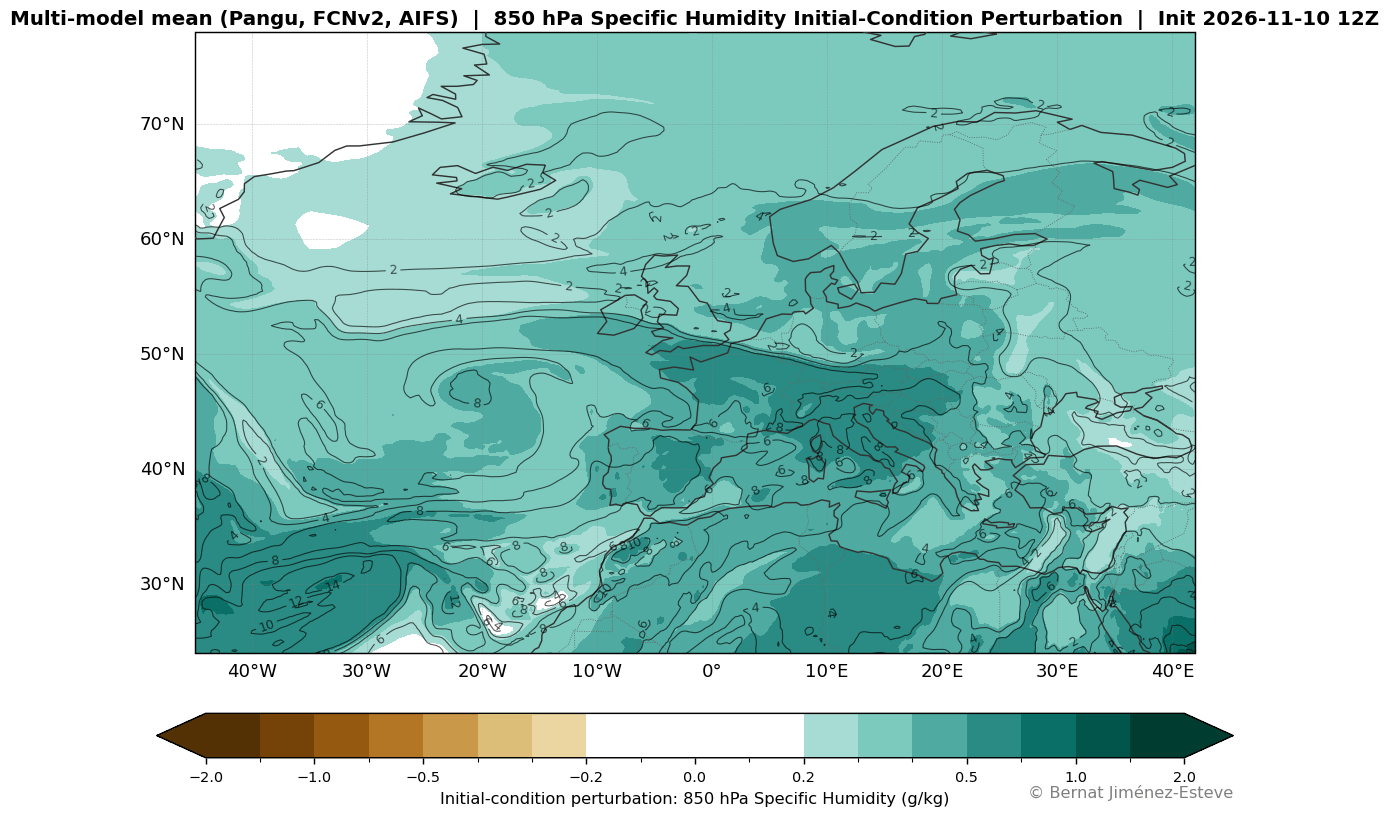 Multi-model mean (Pangu, FCNv2, AIFS)  |  850 hPa Specific Humidity Initial-Condition Perturbation  |  Init 2026-11-10 12Z
70°N
60°N
50°N
40°N
30°N
40°W 30°W 20°W 10°W 0° 10°E 20°E 30°E 40°E
−2.0 −1.0 −0.5 −0.2 0.0 0.2 0.5 1.0 2.0
Initial-condition perturbation: 850 hPa Specific Humidity (g/kg)
© Bernat Jiménez-Esteve